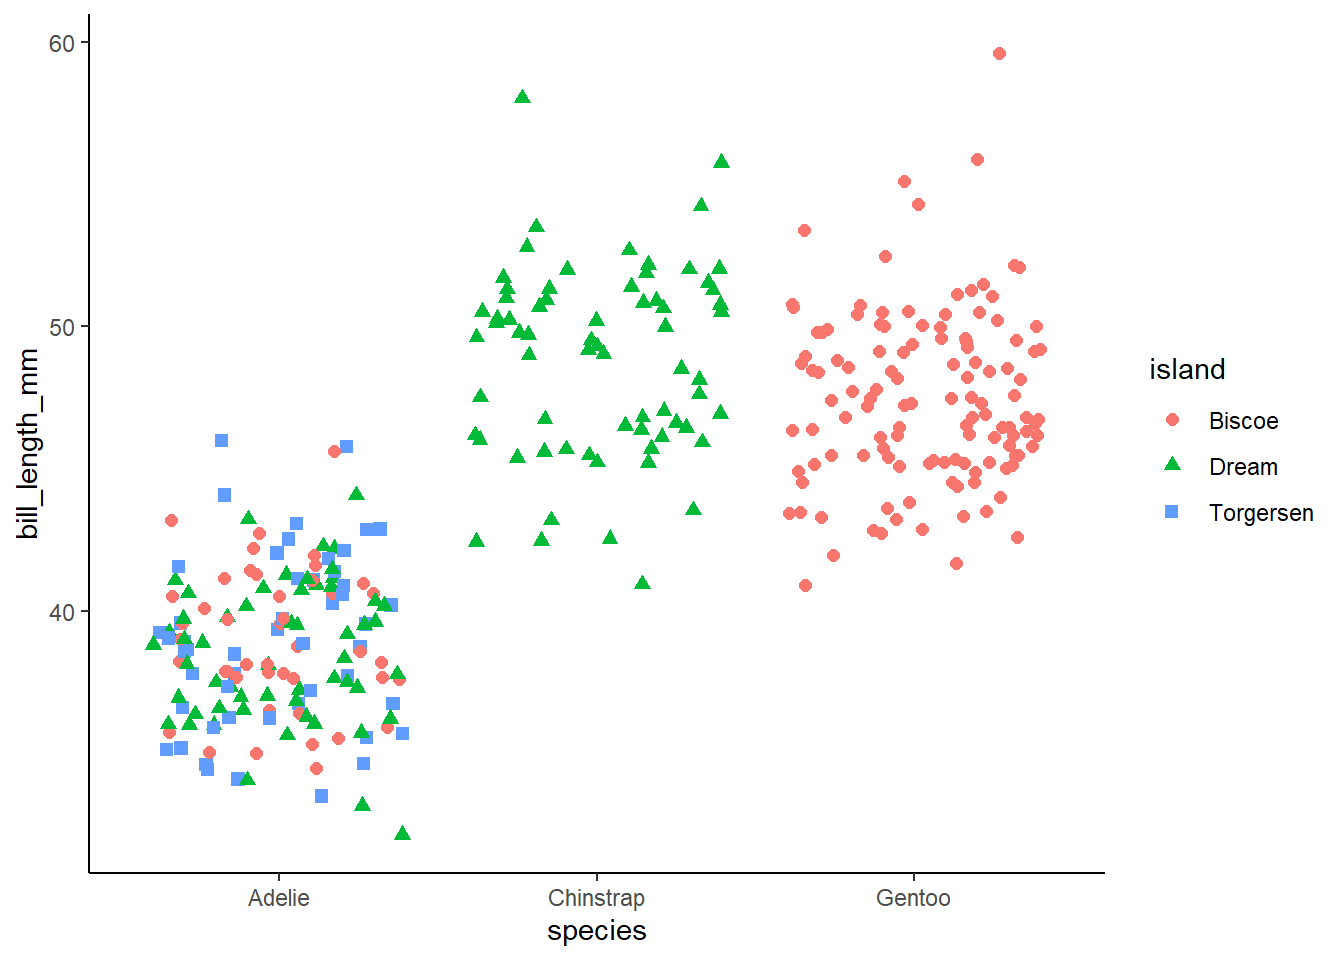 60
50
40
bill_length_mm
Adelie
Chinstrap
Gentoo
species
island
Biscoe
Dream
Torgersen